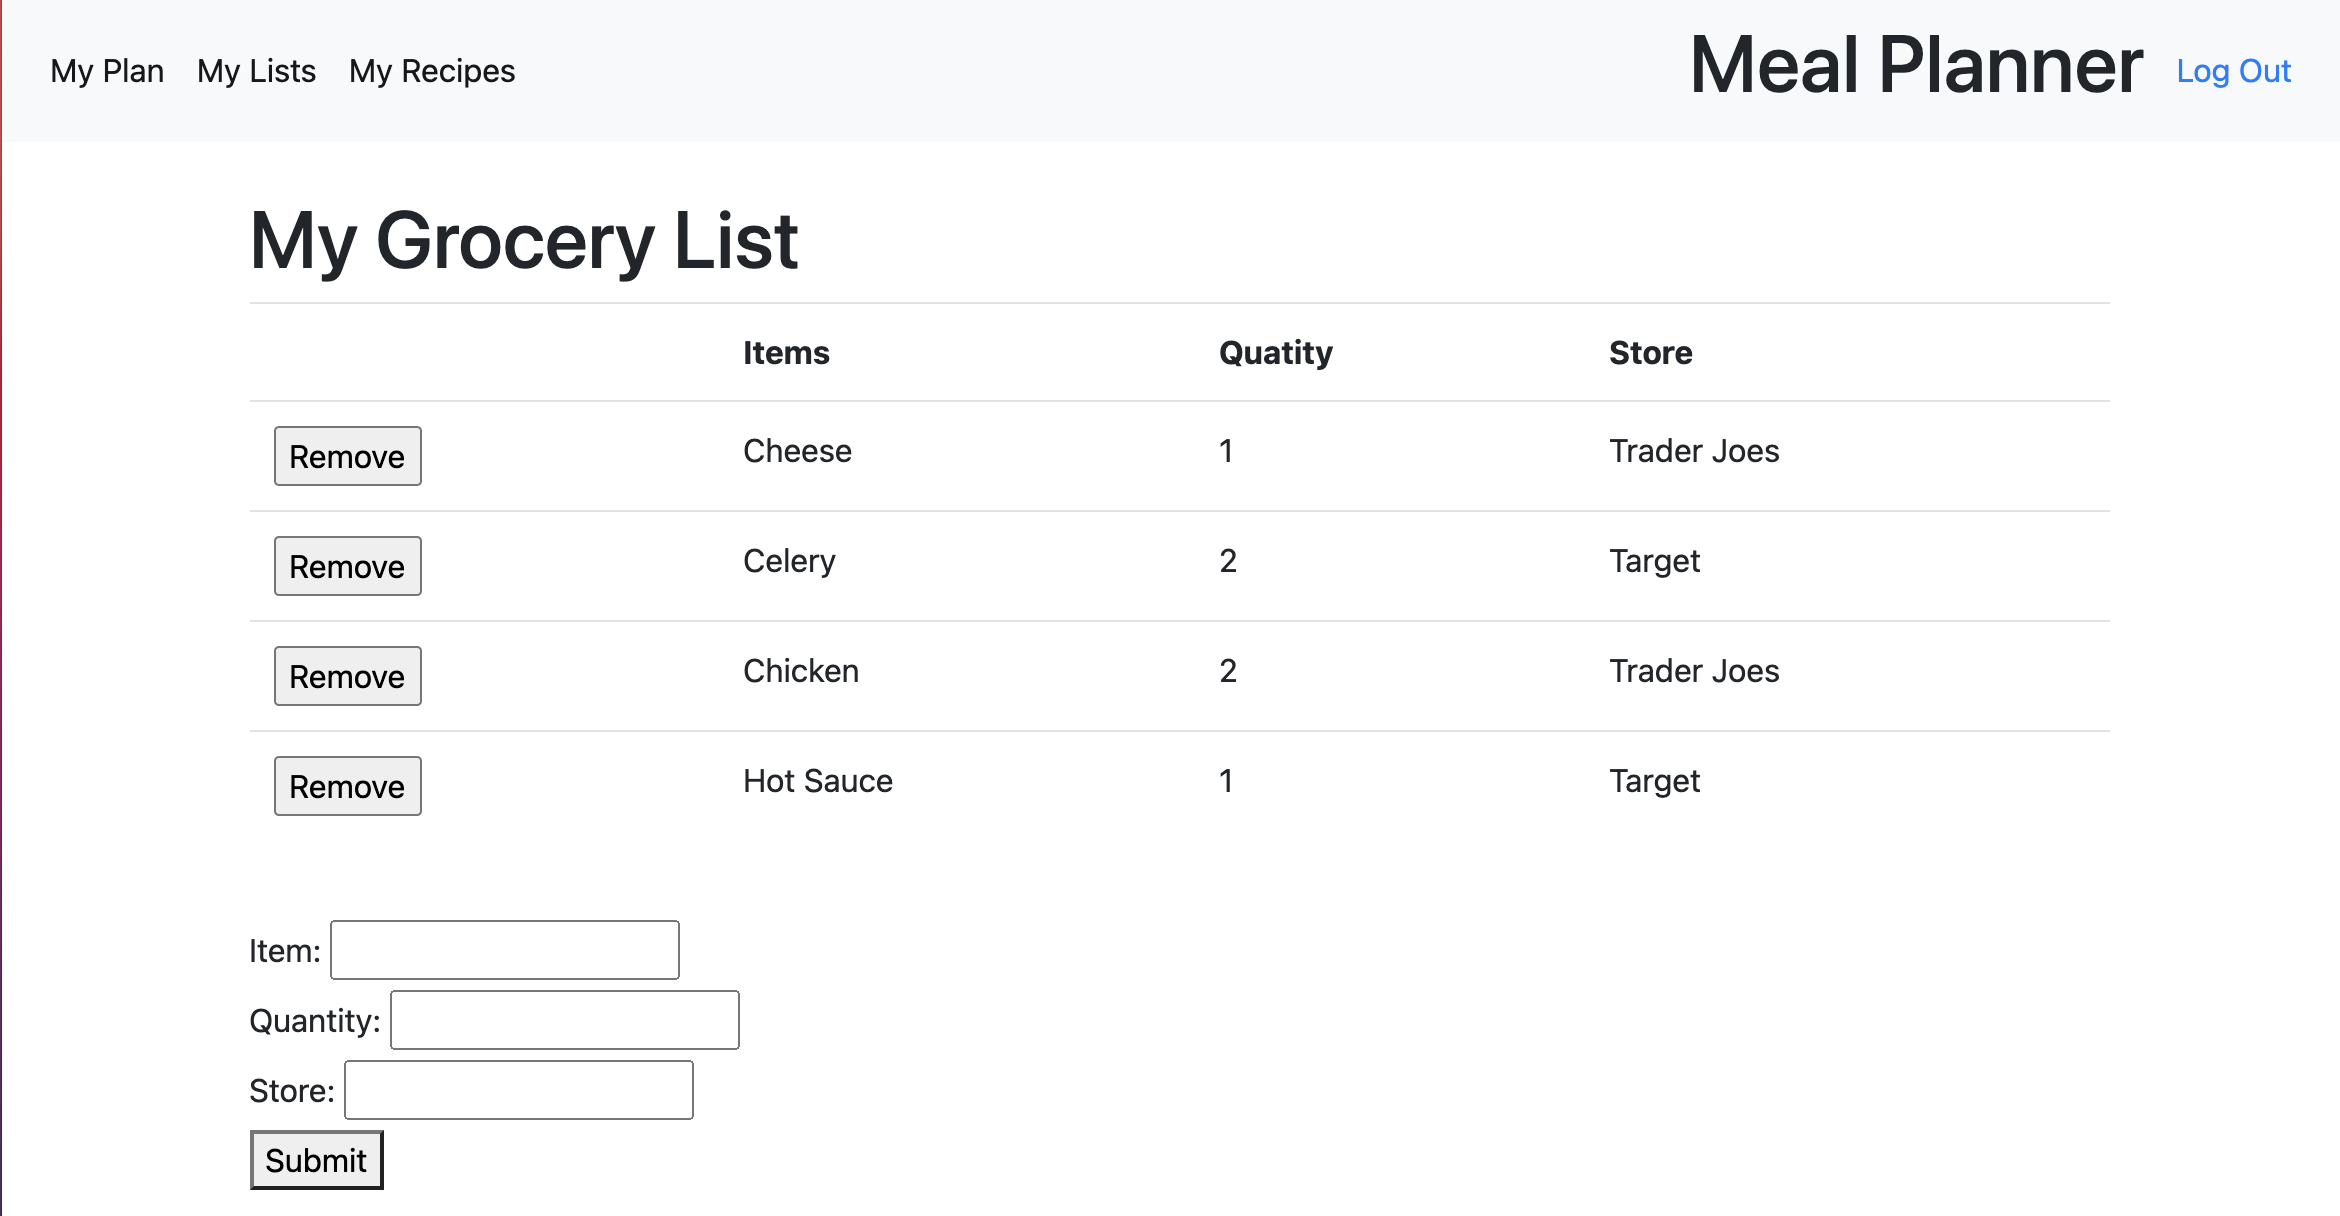 My Plan My Lists My Recipes Meal Planner Log Out
My Grocery List
Items Quatity Store
Remove Cheese 1 Trader Joes
Remove Celery 2 Target
Remove Chicken 2 Trader Joes
Remove Hot Sauce 1 Target
Item:
Quantity:
Store:
Submit